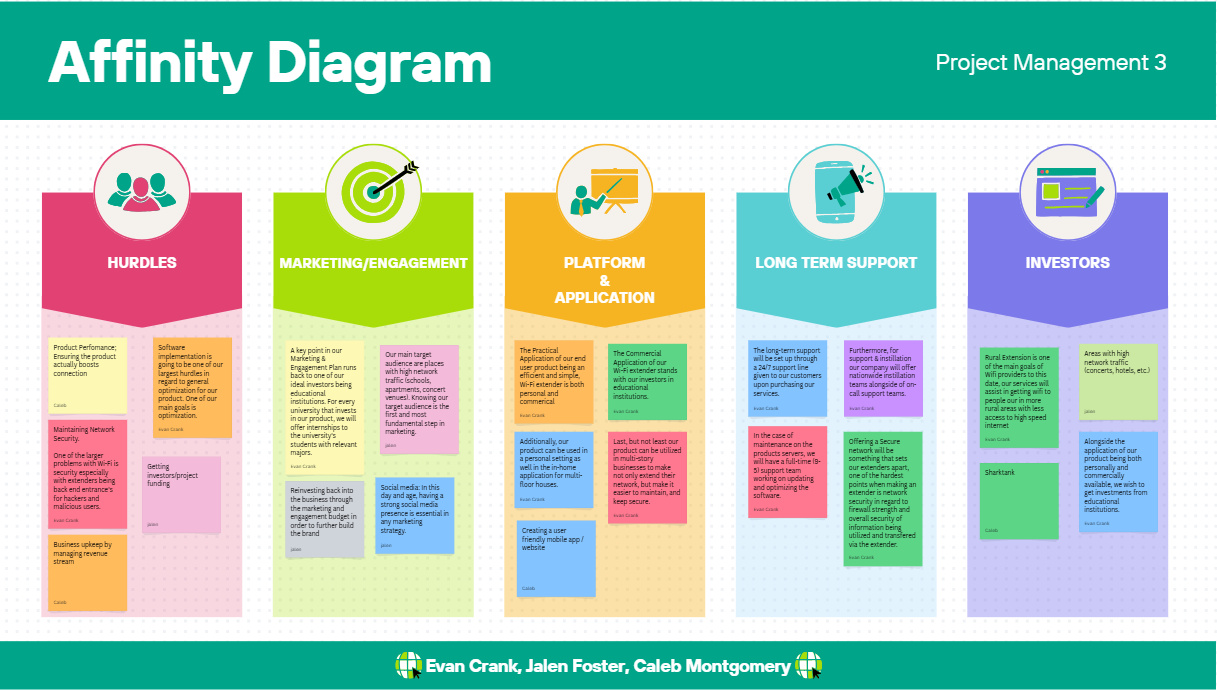 Affinity Diagram
Project Management 3
HURDLES
Product Perfomance;
Ensuring the product
actually boosts
connection
Caleb
Software
implementation is
going to be one of our
largest hurdles in
regard to general
optimization for our
product. One of our
main goals is
optimization.
Evan Crank
Maintaining Network
Security.
One of the larger
problems with Wi-Fi is
security especially
with extenders being
back end entrance's
for hackers and
malicious users.
Evan Crank
Getting
investors/project
funding
jalen
Business upkeep by
managing revenue
stream
Caleb
MARKETING/ENGAGEMENT
A key point in our
Marketing &
Engagement Plan runs
back to one of our
ideal investors being
educational
institutions. For every
university that invests
in our product, we will
offer internships to
the university's
students with relevant
majors.
Evan Crank
Our main target
audience are places
with high network
traffic (schools,
apartments, concert
venues). Knowing our
target audience is the
first and most
fundamental step in
marketing.
jalen
Reinvesting back into
the business through
the marketing and
engagement budget in
order to further build
the brand
jalen
Social media: In this
day and age, having a
strong social media
presence is essential in
any marketing
strategy.
jalen
PLATFORM
&
APPLICATION
The Practical
Application of our end
user product being an
efficient and simple,
Wi-Fi extender is both
personal and
commerical
Evan Crank
The Commercial
Application of our
Wi-Fi extender stands
with our investors in
educational
institutions.
Evan Crank
Additionally, our
product can be used in
a personal setting as
well in the in-home
application for multi-
floor houses.
Evan Crank
Last, but not least our
product can be utilized
in multi-story
businesses to make
not only extend their
network, but make it
easier to maintain, and
keep secure.
Evan Crank
Creating a user
friendly mobile app /
website
Caleb
LONG TERM SUPPORT
The long-term support
will be set up through
a 24/7 support line
given to our customers
upon purchasing our
services.
Evan Crank
Furthermore, for
support & instillation
our company will offer
nationwide instillation
teams alongside of on-
call support teams.
Evan Crank
In the case of
maintenance on the
products servers, we
will have a full-time (9-
5) support team
working on updating
and optimizing the
software.
Evan Crank
Offering a Secure
network will be
something that sets
our extenders apart,
one of the hardest
points when making an
extender is network
security in regard to
firewall strength and
overall security of
information being
utilized and transfered
via the extender.
Evan Crank
INVESTORS
Rural Extension is one
of the main goals of
Wifi providers to this
date, our services will
assist in getting wifi to
people our in more
rural areas with less
access to high speed
internet
Evan Crank
Areas with high
network traffic
(concerts, hotels, etc.)
jalen
Sharktank
Caleb
Alongside the
application of our
product being both
personally and
commercially
available, we wish to
get investments from
educational
institutions.
Evan Crank
Evan Crank, Jalen Foster, Caleb Montgomery